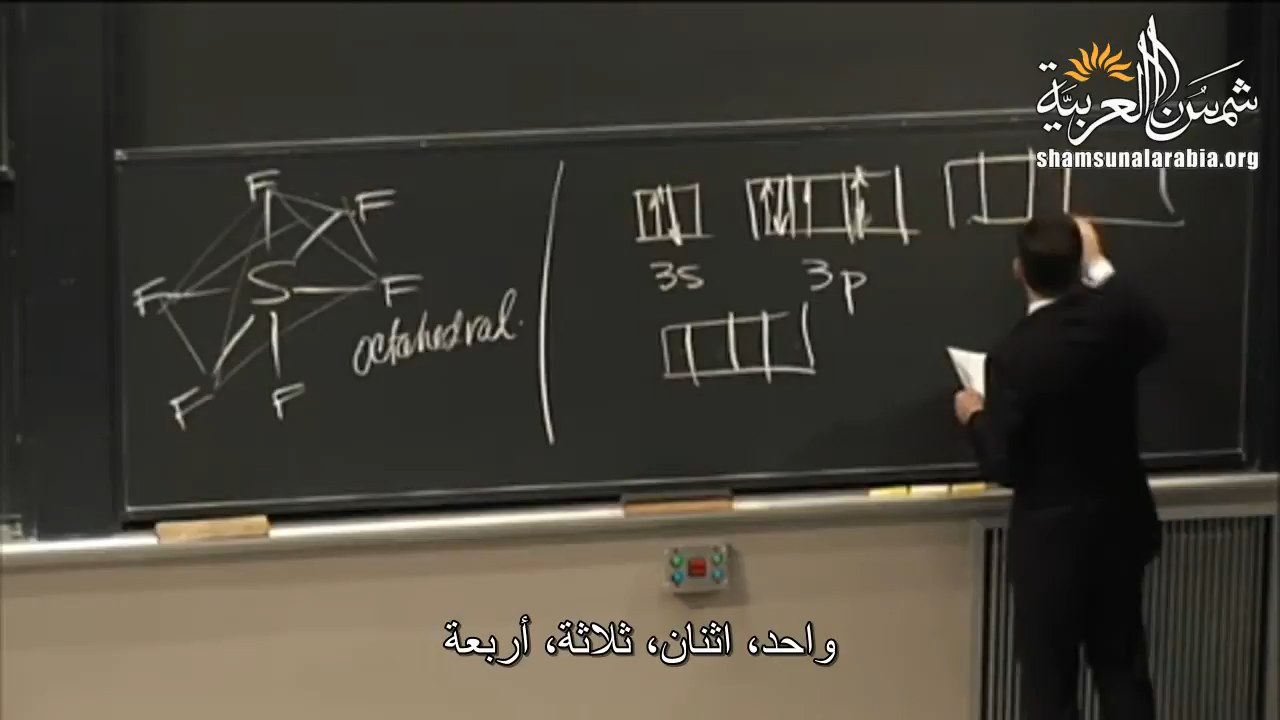 شمس العربية
shamsunalarabia.org
F
F
F
S
F
octahedral.
F
F
3s
3p
واحد، اثنان، ثلاثة، أربعة